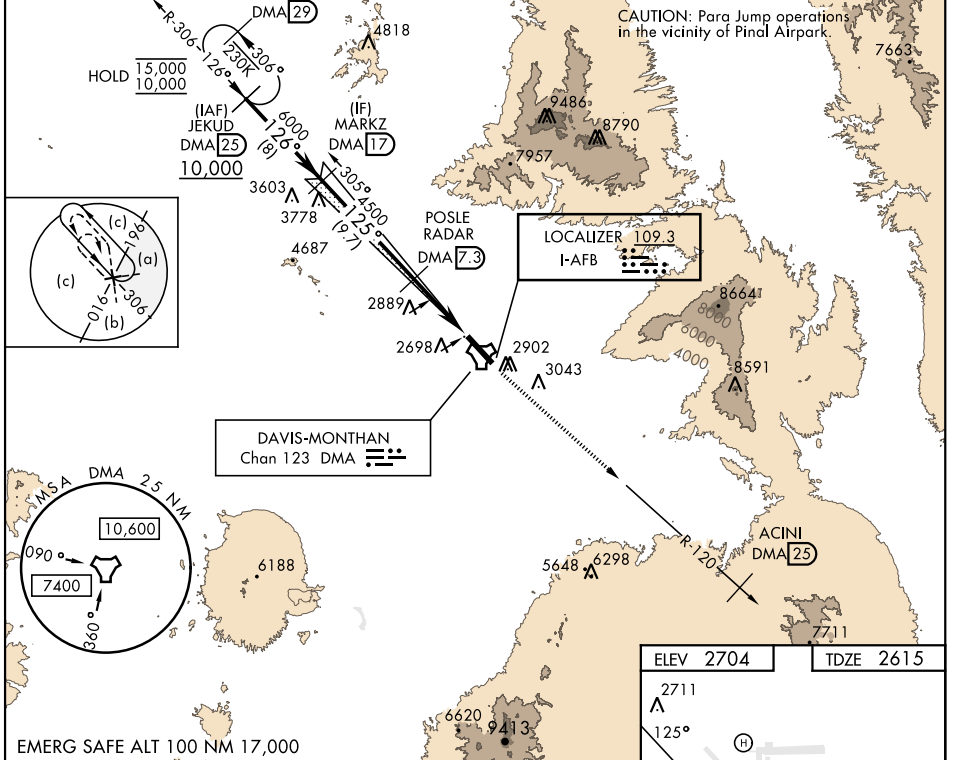 DMA 29
R-306
306°
230K
126°
4818
CAUTION: Para Jump operations
in the vicinity of Pinal Airpark.
7663
HOLD 15,000
10,000
(IAF)
JEKUD
DMA 25
10,000
6000
126°
(8)
(IF)
MARKZ
DMA 17
9486
8790
7957
305°
3603
3778
4500
125°
(9.7)
4687
POSLE
RADAR
DMA 7.3
LOCALIZER 109.3
I-AFB
(c)
196
(a)
(c)
016
306
(b)
2889
2698
2902
3043
8664
8000
6000
4000
8591
DAVIS-MONTHAN
Chan 123 DMA
MSA DMA 25 NM
10,600
090°
7400
360°
6188
ACINI
DMA 25
R-120
5648
6298
7711
ELEV 2704
TDZE 2615
2711
125°
H
6620
9413
EMERG SAFE ALT 100 NM 17,000